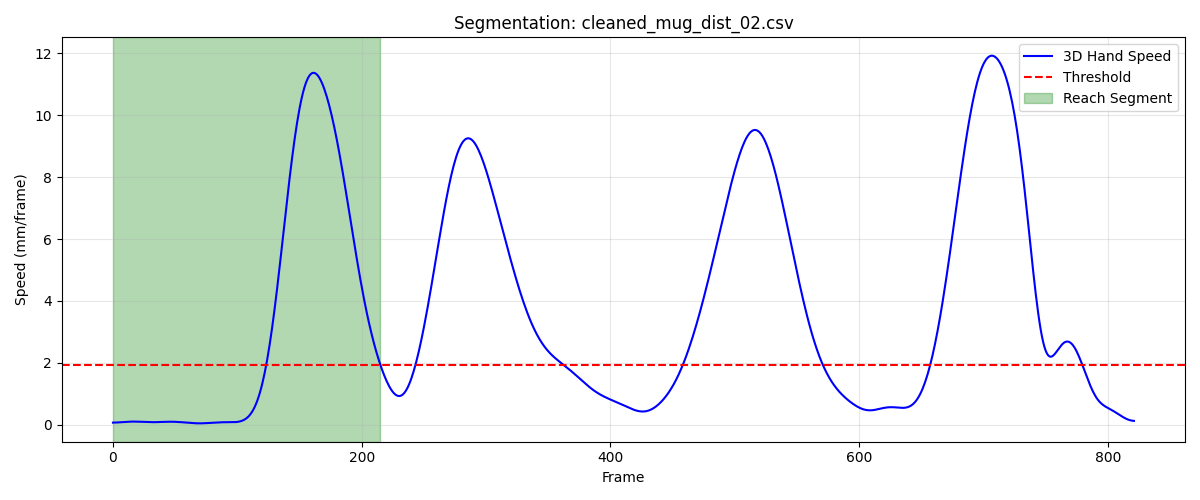 Segmentation: cleaned_mug_dist_02.csv
3D Hand Speed
Threshold
Reach Segment
Speed (mm/frame)
12
10
8
6
4
2
0
0 200 400 600 800
Frame